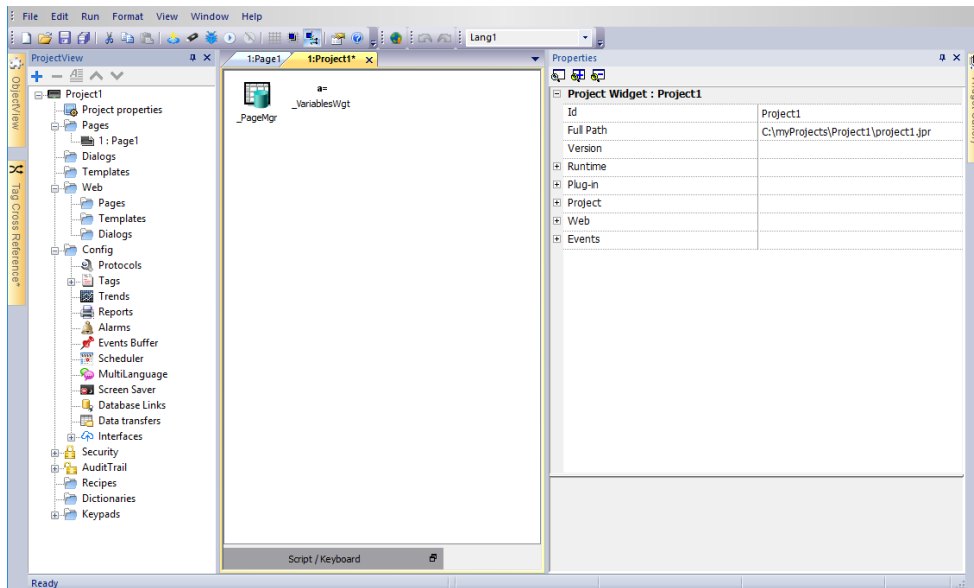 File Edit Run Format View Window Help
Lang1
ObjectView
Tag Cross Reference*
ProjectView
Project1
Project properties
Pages
1 : Page1
Dialogs
Templates
Web
Pages
Templates
Dialogs
Config
Protocols
Tags
Trends
Reports
Alarms
Events Buffer
Scheduler
MultiLanguage
Screen Saver
Database Links
Data transfers
Interfaces
Security
AuditTrail
Recipes
Dictionaries
Keypads
1:Page1 1:Project1* x
_PageMgr
a=
_VariablesWgt
Script / Keyboard
Properties
Project Widget : Project1
Id Project1
Full Path C:\myProjects\Project1\project1.jpr
Version
Runtime
Plug-in
Project
Web
Events
Ready